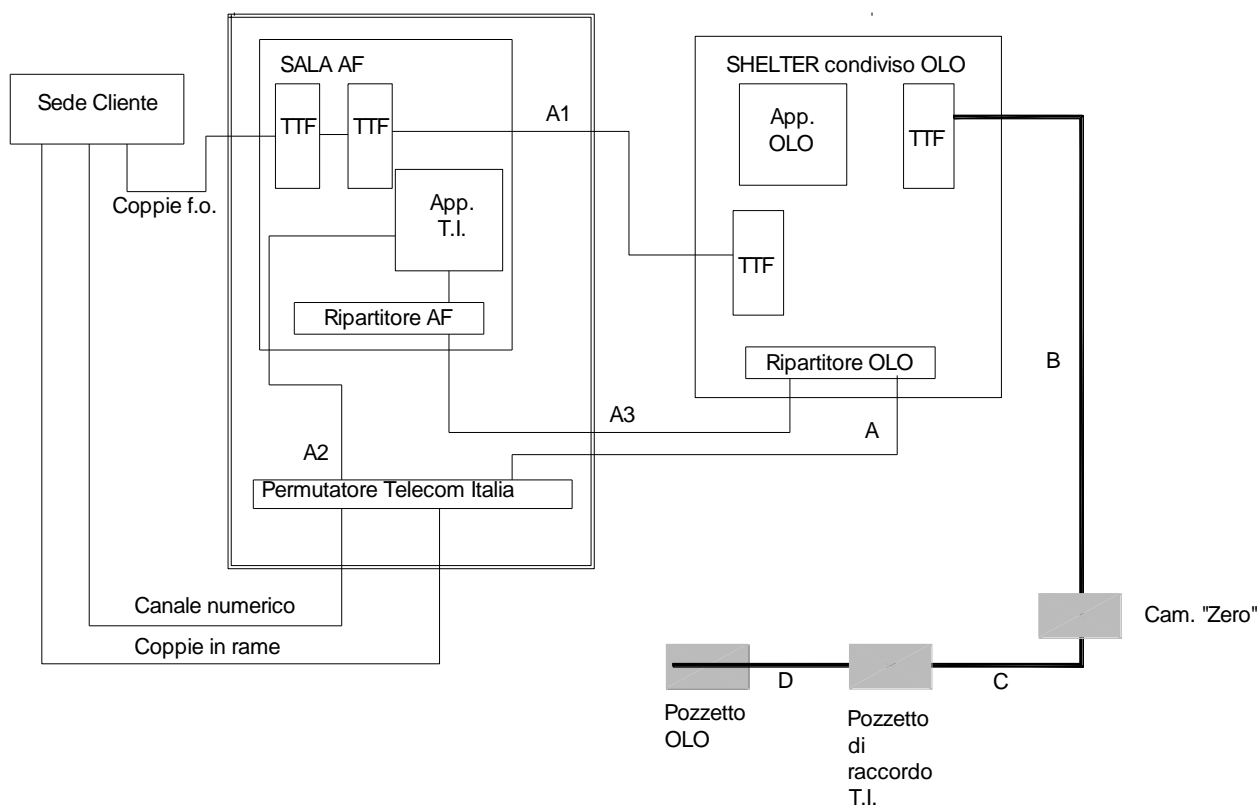 SALA AF
SHELTER condiviso OLO
Sede Cliente
TTF
TTF
A1
App.
OLO
TTF
Coppie f.o.
App.
T.I.
TTF
Ripartitore AF
Ripartitore OLO
B
A3
A
A2
Permutatore Telecom Italia
Canale numerico
Cam. "Zero"
Coppie in rame
D
C
Pozzetto
OLO
Pozzetto
di
raccordo
T.I.